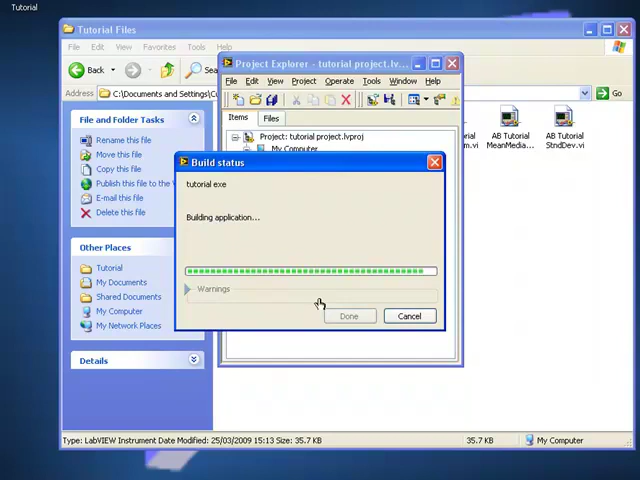 Tutorial
Tutorial Files
File Edit View Favorites Tools Help
Back
Address C:\Documents and Settings\
Go
File and Folder Tasks
Rename this file
Move this file
Copy this file
Publish this file to the
E-mail this file
Delete this file
Other Places
Tutorial
My Documents
Shared Documents
My Computer
My Network Places
Details
AB Tutorial
AB Tutorial
StndDev.vi
Project Explorer - tutorial project.lv...
File Edit View Project Operate Tools Window Help
Items Files
Project: tutorial project.lvproj
My Computer
Build status
tutorial exe
Building application...
Warnings
Done Cancel
Type: LabVIEW Instrument Date Modified: 25/03/2009 15:13 Size: 35.7 KB 35.7 KB My Computer